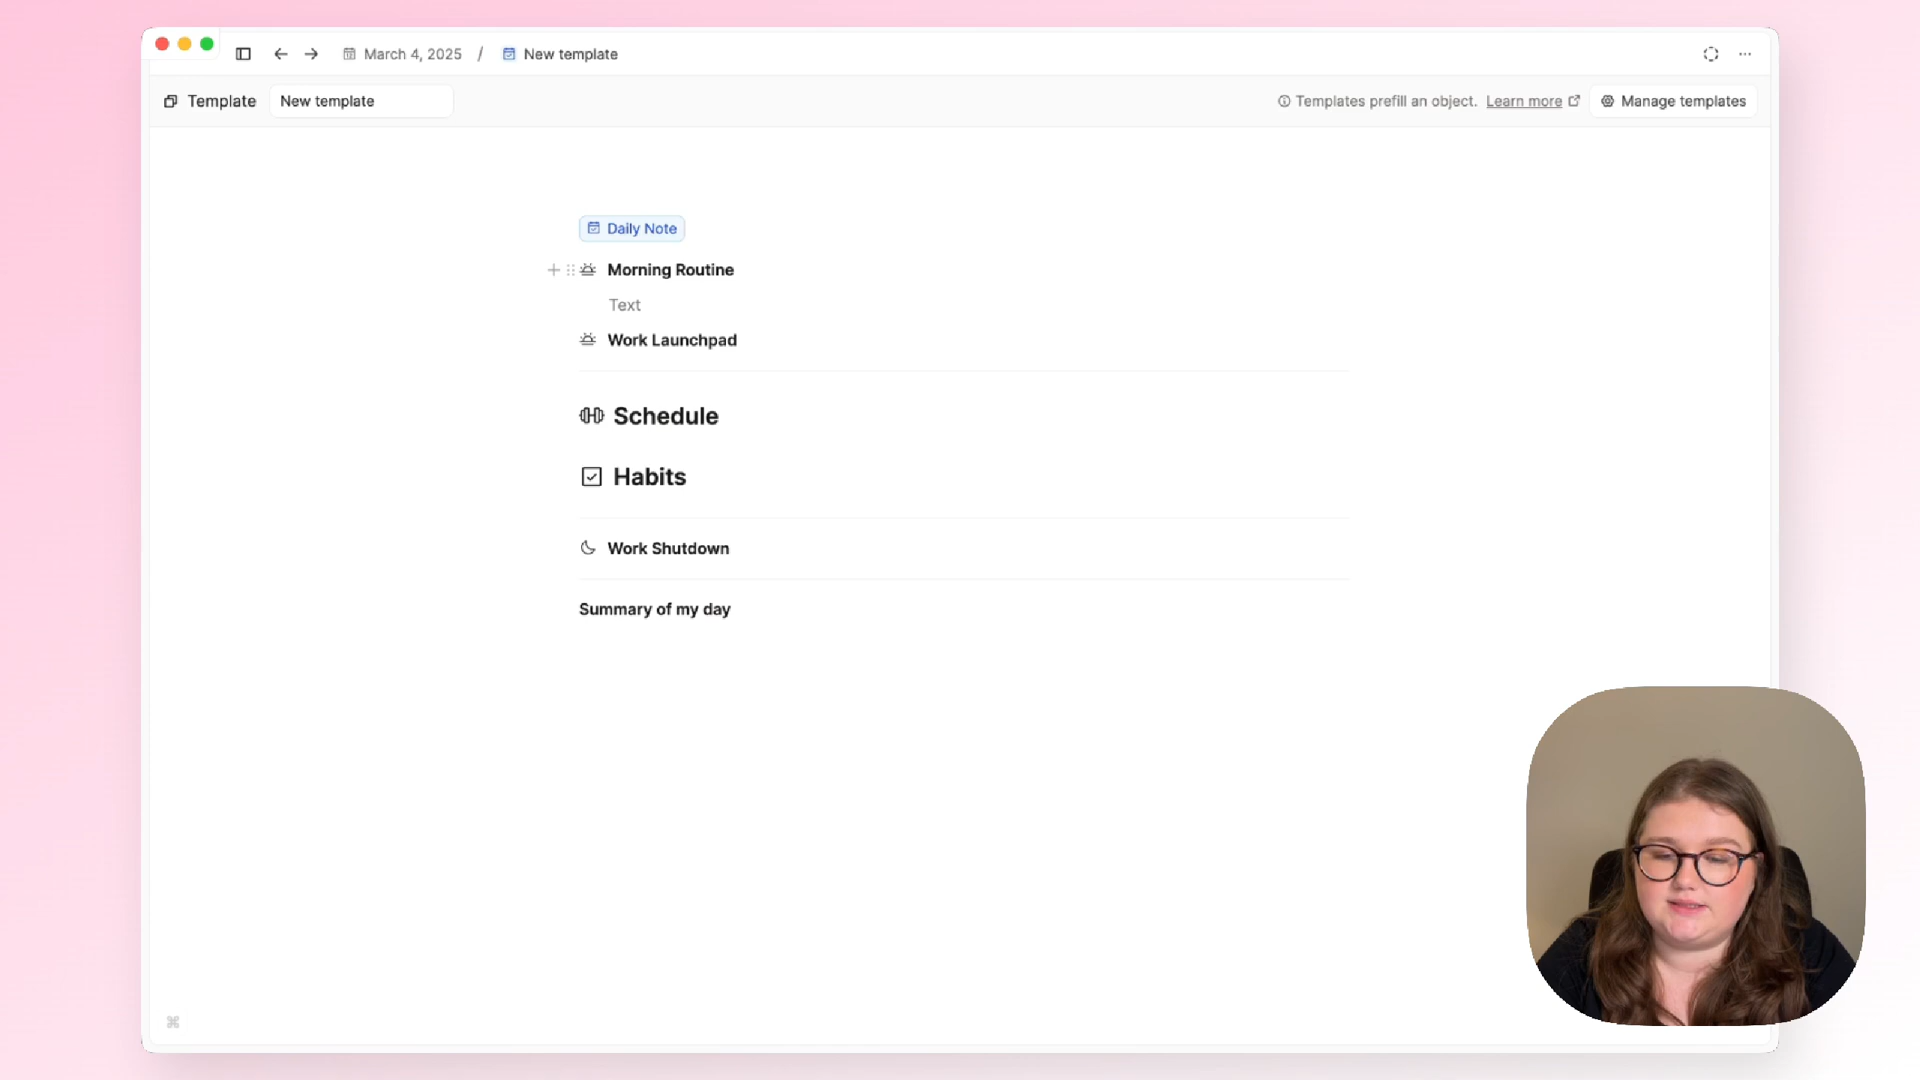 March 4, 2025 / New template
Template New template Templates prefill an object. Learn more Manage templates
Daily Note
Morning Routine
Text
Work Launchpad
Schedule
Habits
Work Shutdown
Summary of my day